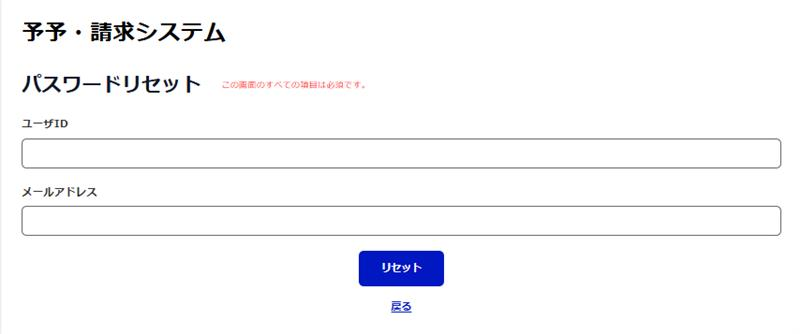 予予・請求システム
パスワードリセット この画面のすべての項目は必須です。
ユーザID
メールアドレス
リセット
戻る